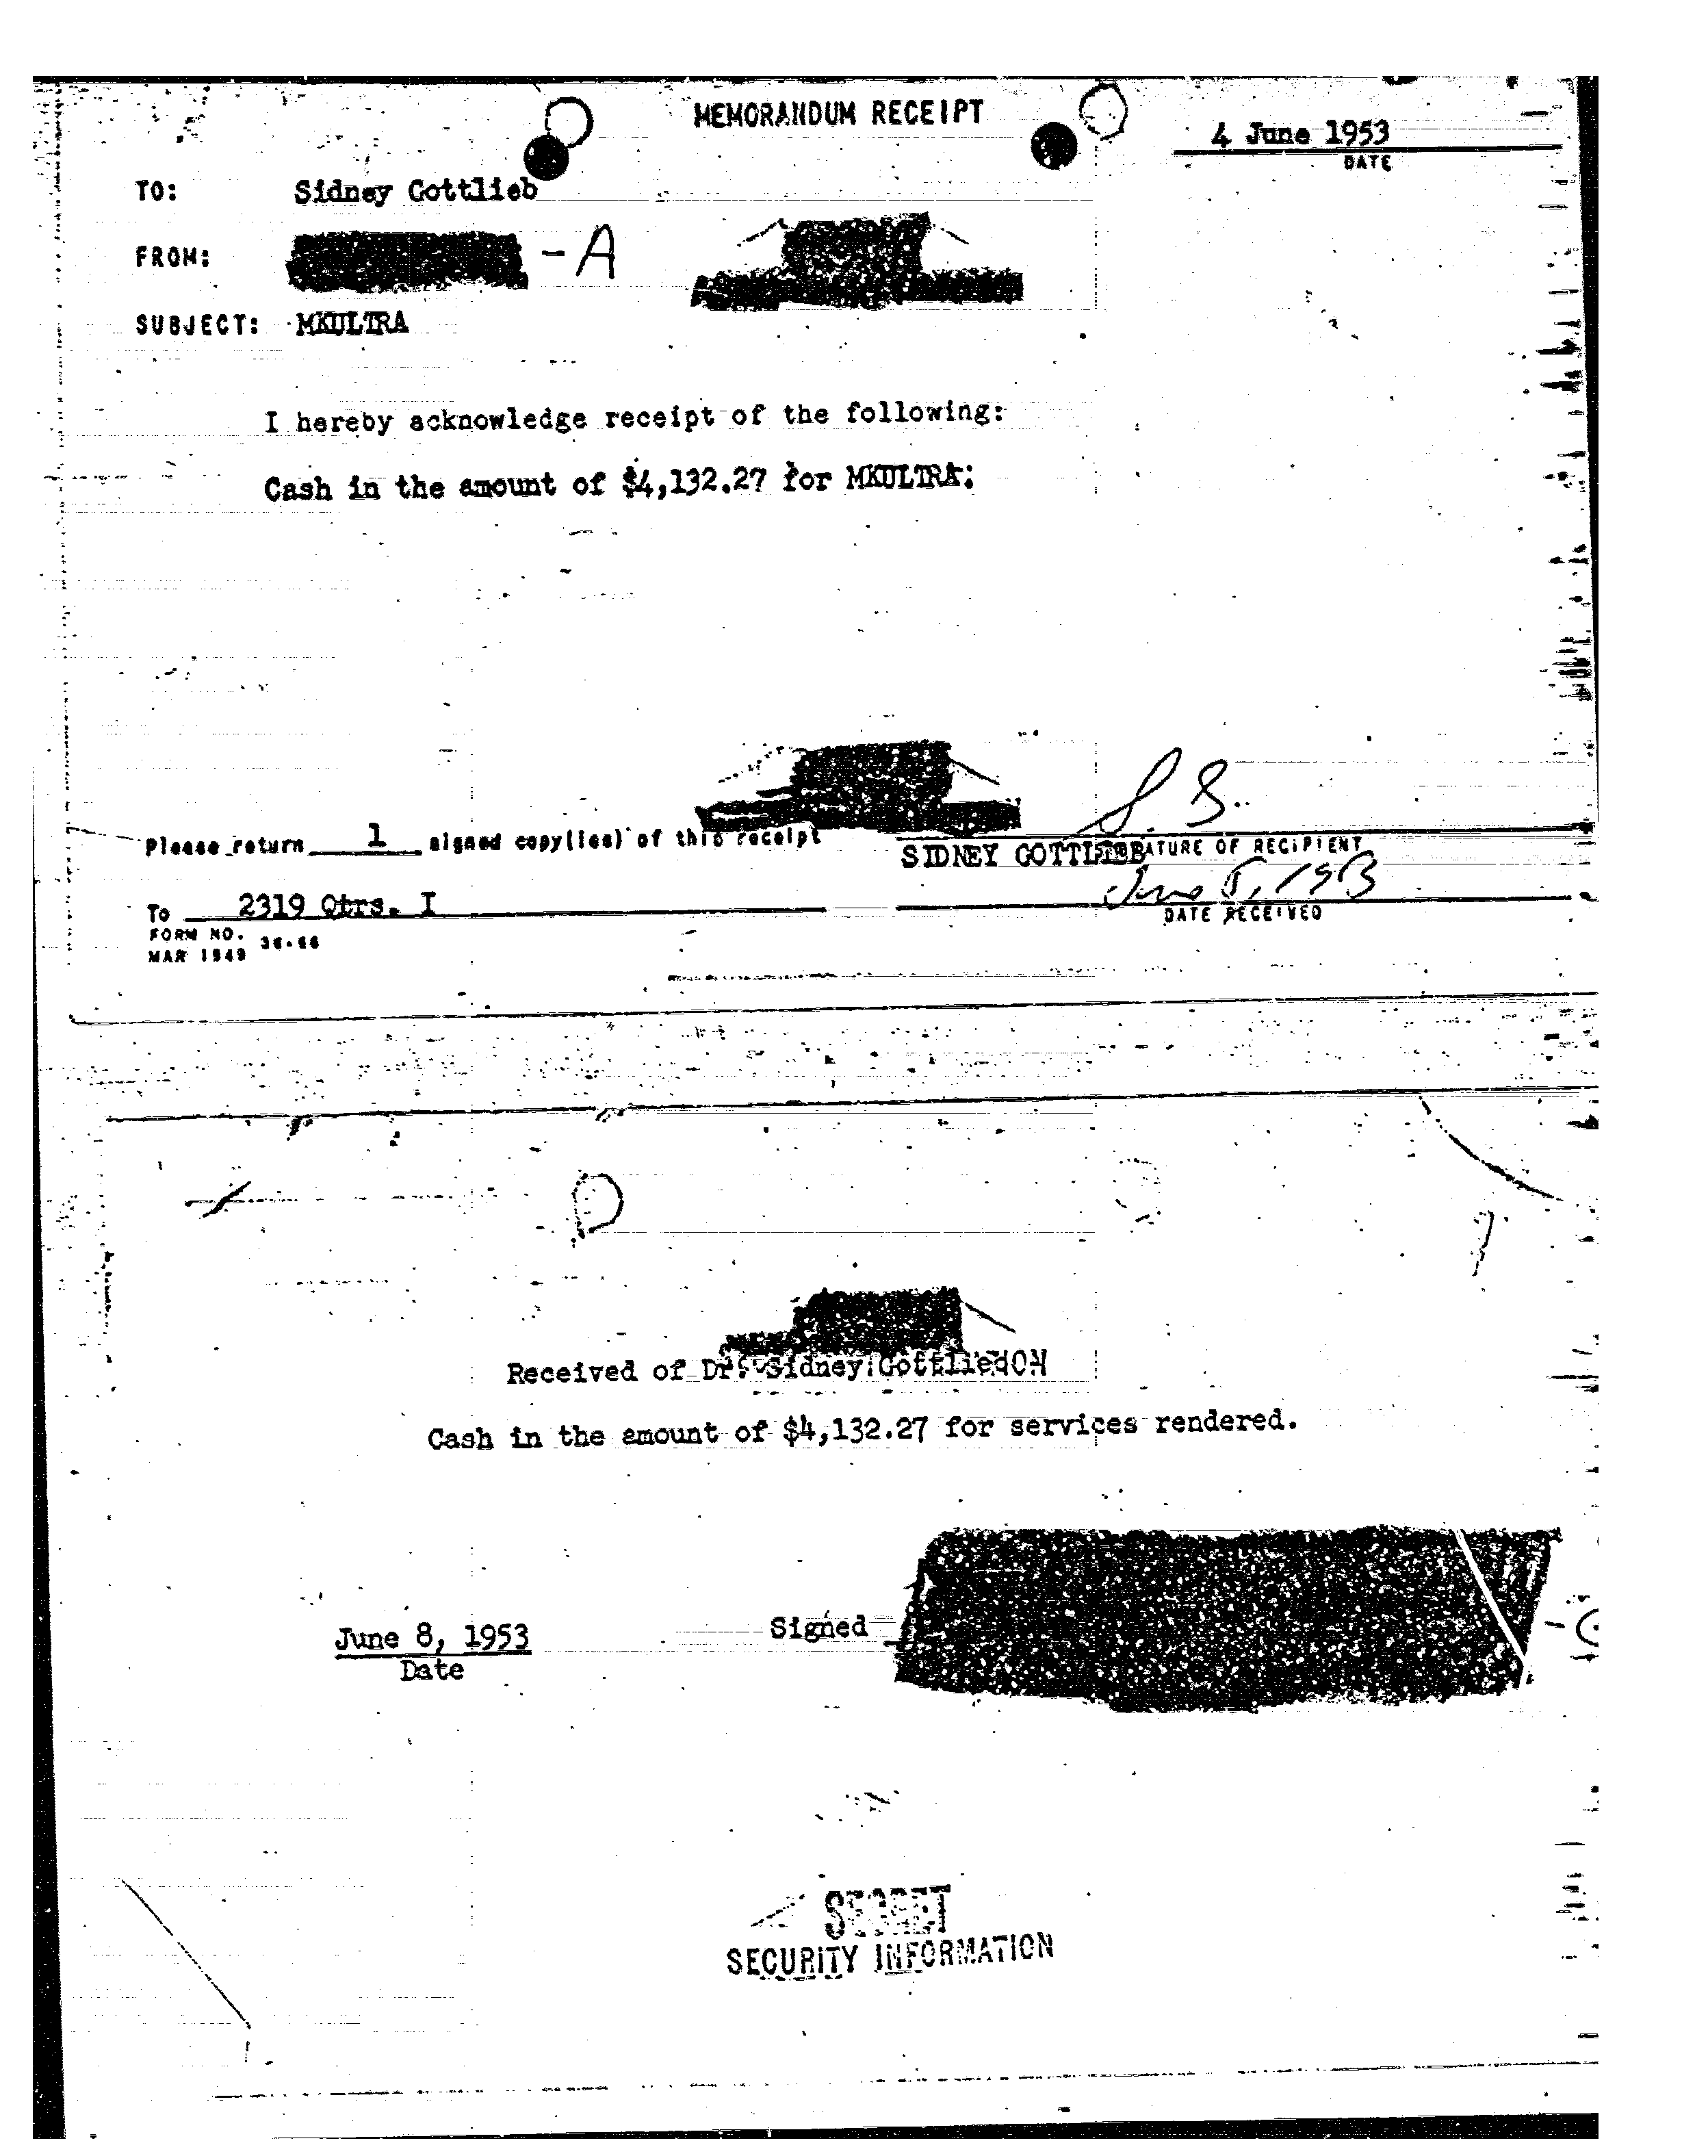 MEMORANDUM RECEIPT
4 June 1953
DATE
TO: Sidney Gottlieb
FROM: - A
SUBJECT: MKULTRA
I hereby acknowledge receipt of the following:
Cash in the amount of $4,132.27 for MKULTRA:
Please return 1 signed copy(ies) of this receipt
SIDNEY GOTTLIEB SIGNATURE OF RECIPIENT
June 5, 1953
To 2319 Qtrs. I
DATE RECEIVED
FORM NO.
MAR 1949 36-66
Received of Dr. Sidney Gottlieb
Cash in the amount of $4,132.27 for services rendered.
June 8, 1953
Signed
Date
SECRET
SECURITY INFORMATION